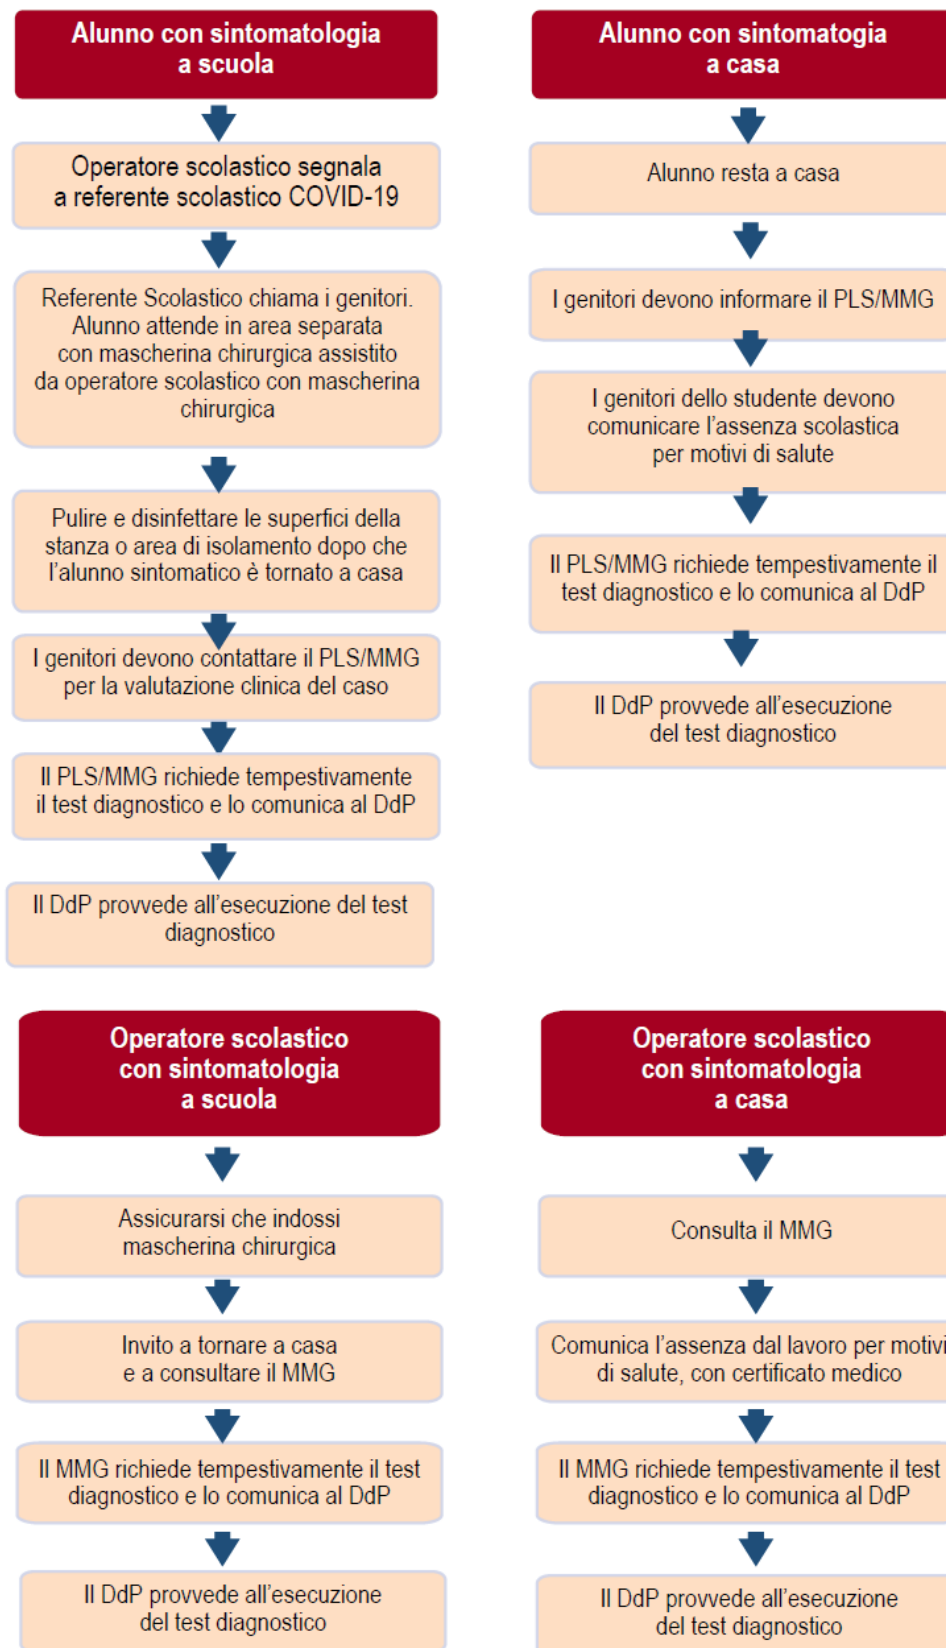 Alunno con sintomatologia
a scuola
Operatore scolastico segnala
a referente scolastico COVID-19
Referente Scolastico chiama i genitori.
Alunno attende in area separata
con mascherina chirurgica assistito
da operatore scolastico con mascherina
chirurgica
Pulire e disinfettare le superfici della
stanza o area di isolamento dopo che
l'alunno sintomatico è tornato a casa
I genitori devono contattare il PLS/MMG
per la valutazione clinica del caso
Il PLS/MMG richiede tempestivamente
il test diagnostico e lo comunica al DdP
Il DdP provvede all'esecuzione del test
diagnostico
Alunno con sintomatogia
a casa
Alunno resta a casa
I genitori devono informare il PLS/MMG
I genitori dello studente devono
comunicare l'assenza scolastica
per motivi di salute
Il PLS/MMG richiede tempestivamente il
test diagnostico e lo comunica al DdP
Il DdP provvede all'esecuzione
del test diagnostico
Operatore scolastico
con sintomatologia
a scuola
Assicurarsi che indossi
mascherina chirurgica
Invito a tornare a casa
e a consultare il MMG
Il MMG richiede tempestivamente il test
diagnostico e lo comunica al DdP
Il DdP provvede all'esecuzione
del test diagnostico
Operatore scolastico
con sintomatologia
a casa
Consulta il MMG
Comunica l'assenza dal lavoro per motivi
di salute, con certificato medico
Il MMG richiede tempestivamente il test
diagnostico e lo comunica al DdP
Il DdP provvede all'esecuzione
del test diagnostico